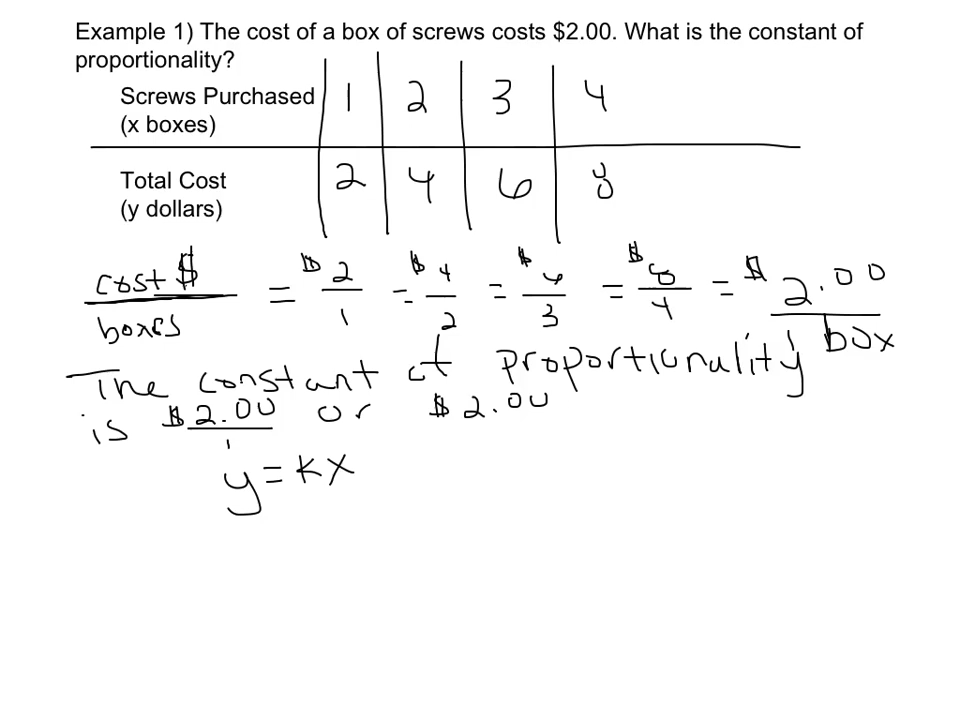 Example 1) The cost of a box of screws costs $2.00. What is the constant of
proportionality?
Screws Purchased 1 2 3 4
(x boxes)
Total Cost 2 4 6 8
(y dollars)
cost $ / boxes = $2/1 = $4/2 = $6/3 = $8/4 = $2.00 / 1 box
The constant of proportionality
is $2.00/1 or $2.00
y = kx